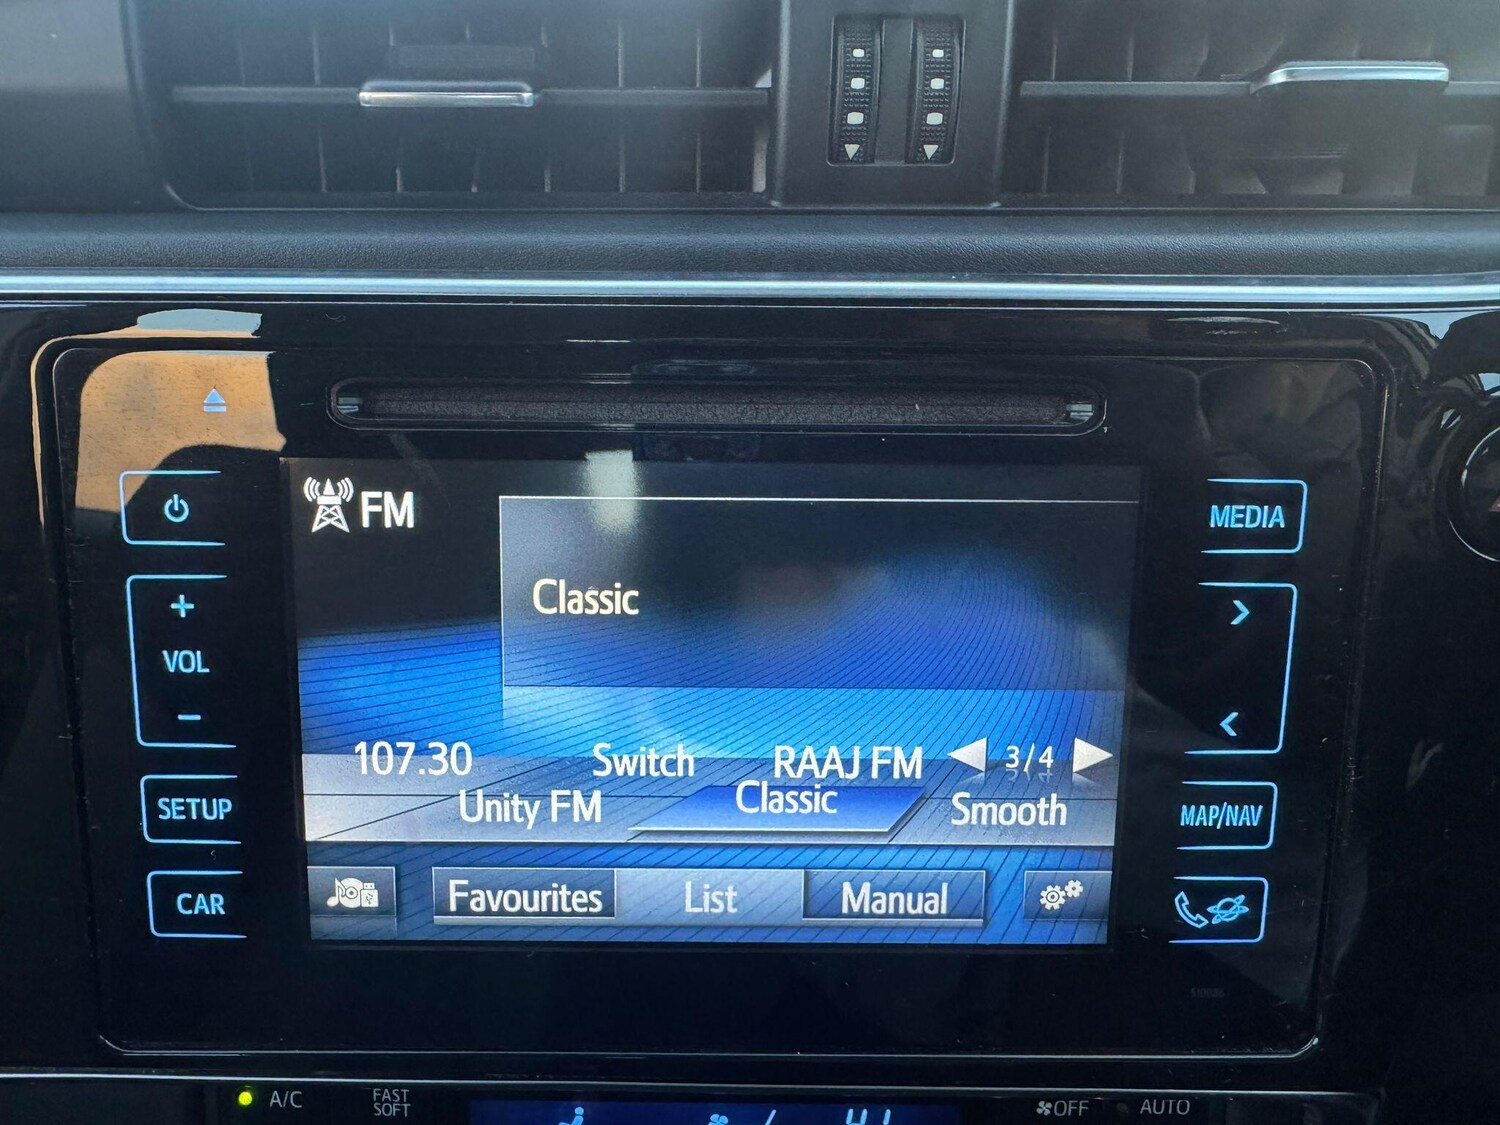 FM
MEDIA
Classic
VOL
107.30 Switch RAAJ FM 3/4
SETUP Unity FM Classic Smooth MAP/NAV
CAR Favourites List Manual
A/C FAST OFF AUTO
SOFT